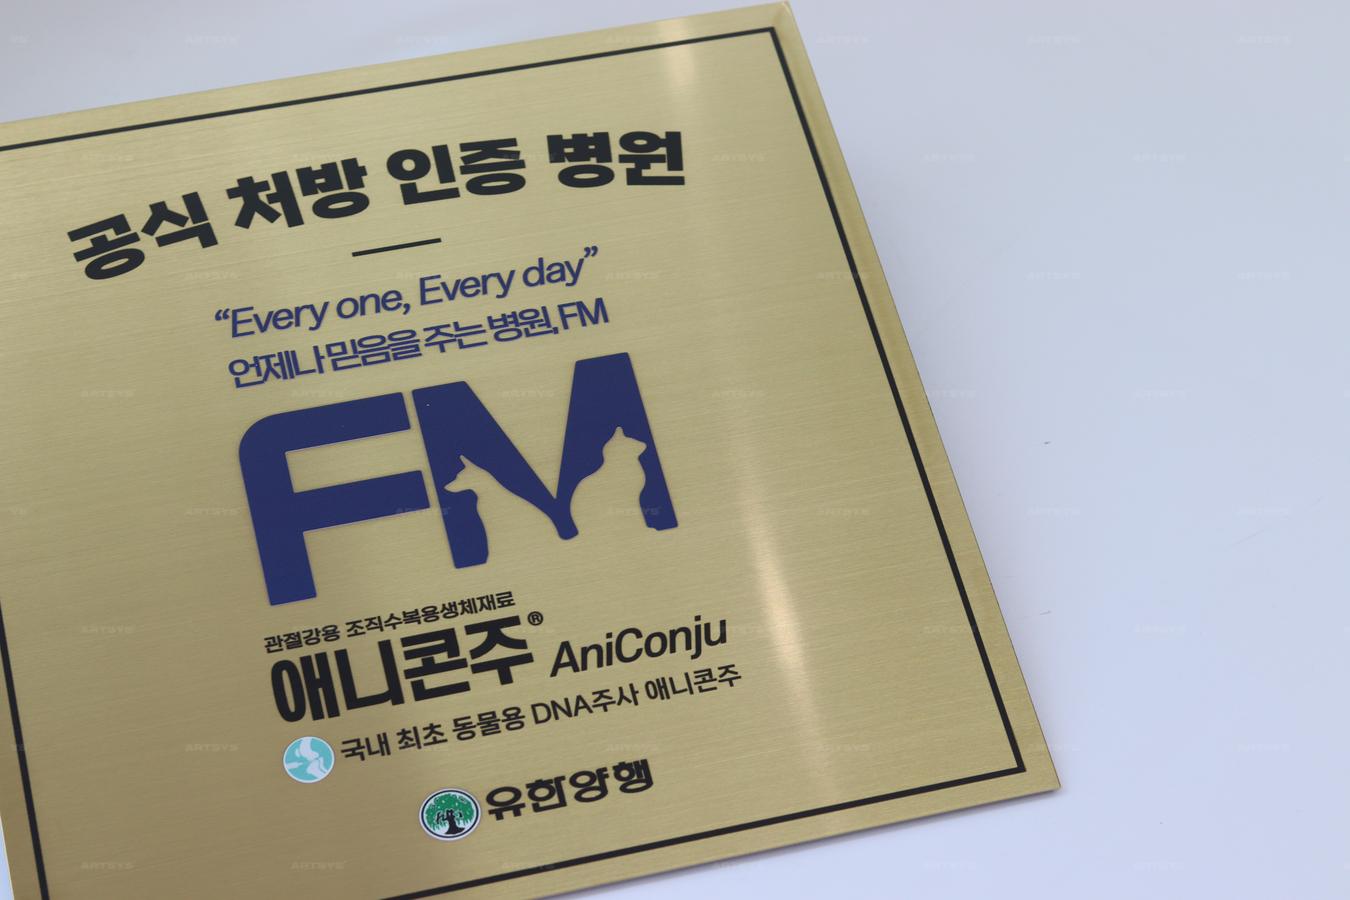 공식 처방 인증 병원
“Every one, Every day”
언제나 믿음을 주는 병원, FM
FM
관절강용 조직수복용생체재료
애니콘주® AniConju
국내 최초 동물용 DNA주사 애니콘주
유한양행
ARTSYS